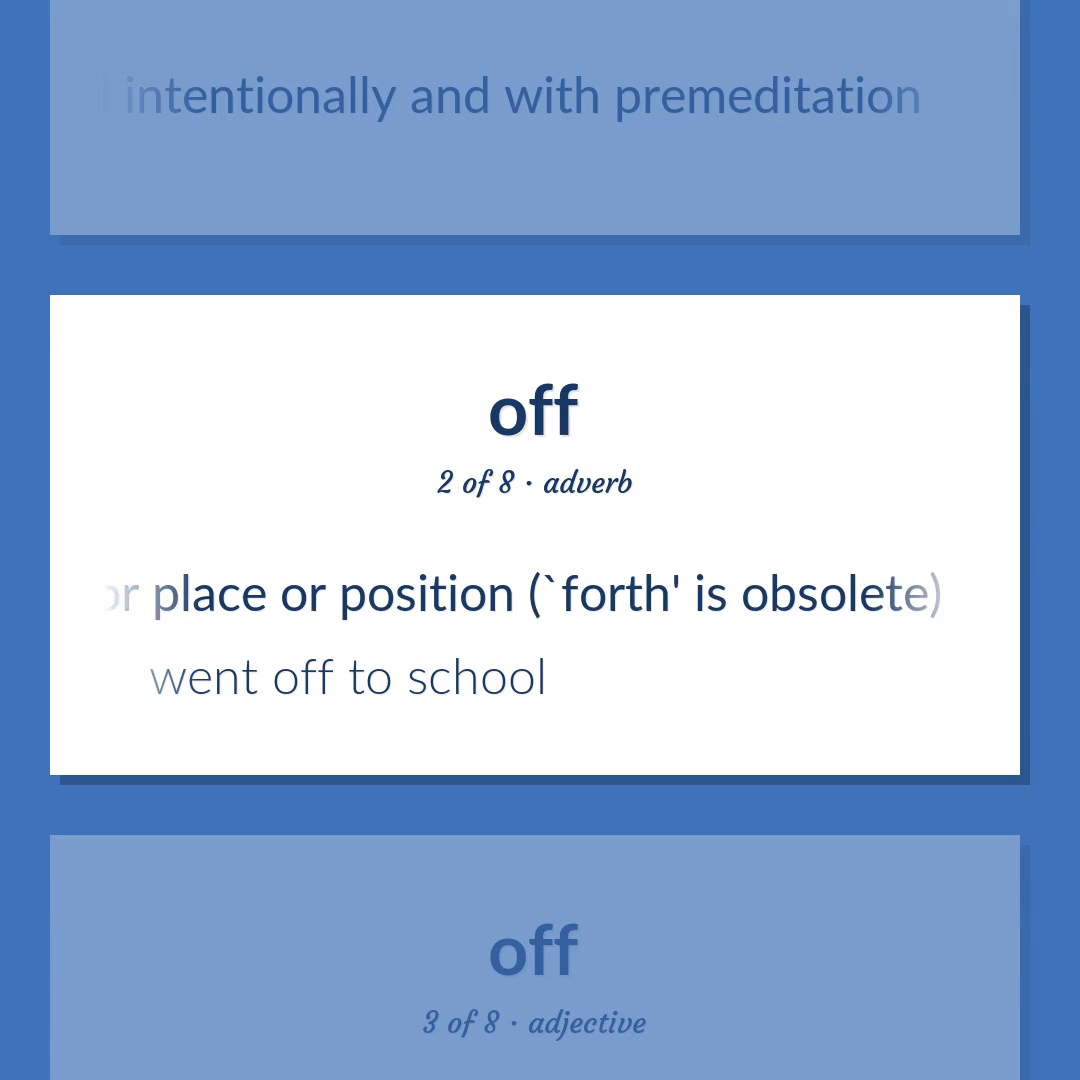 intentionally and with premeditation
off
2 of 8 · adverb
or place or position (`forth' is obsolete)
went off to school
off
3 of 8 · adjective